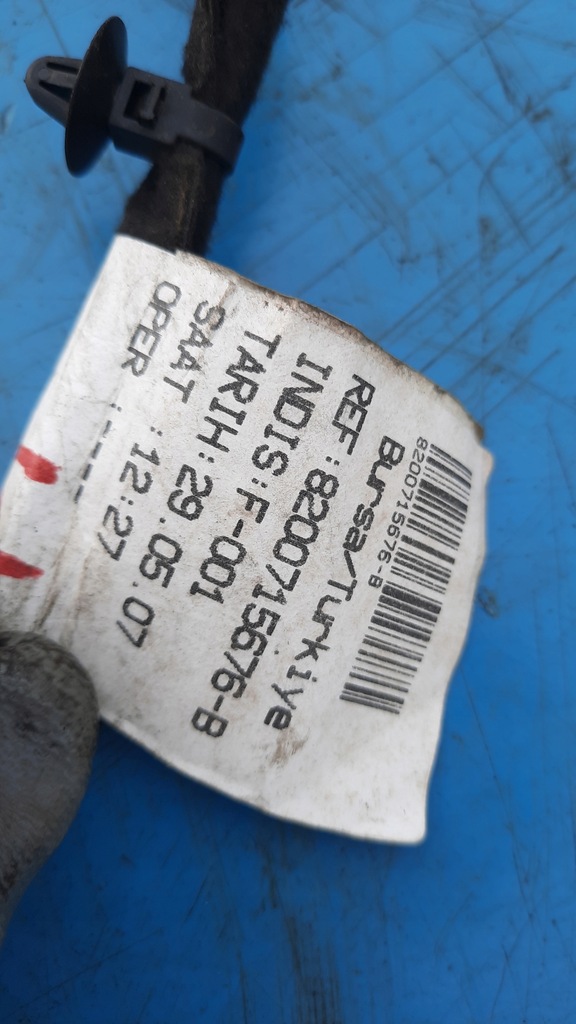 8200715676-B
Bursa/Turkiye
REF :8200715676-B
INDIS:F-001
TARIH:29.05.07
SAAT :12:27
OPER :----